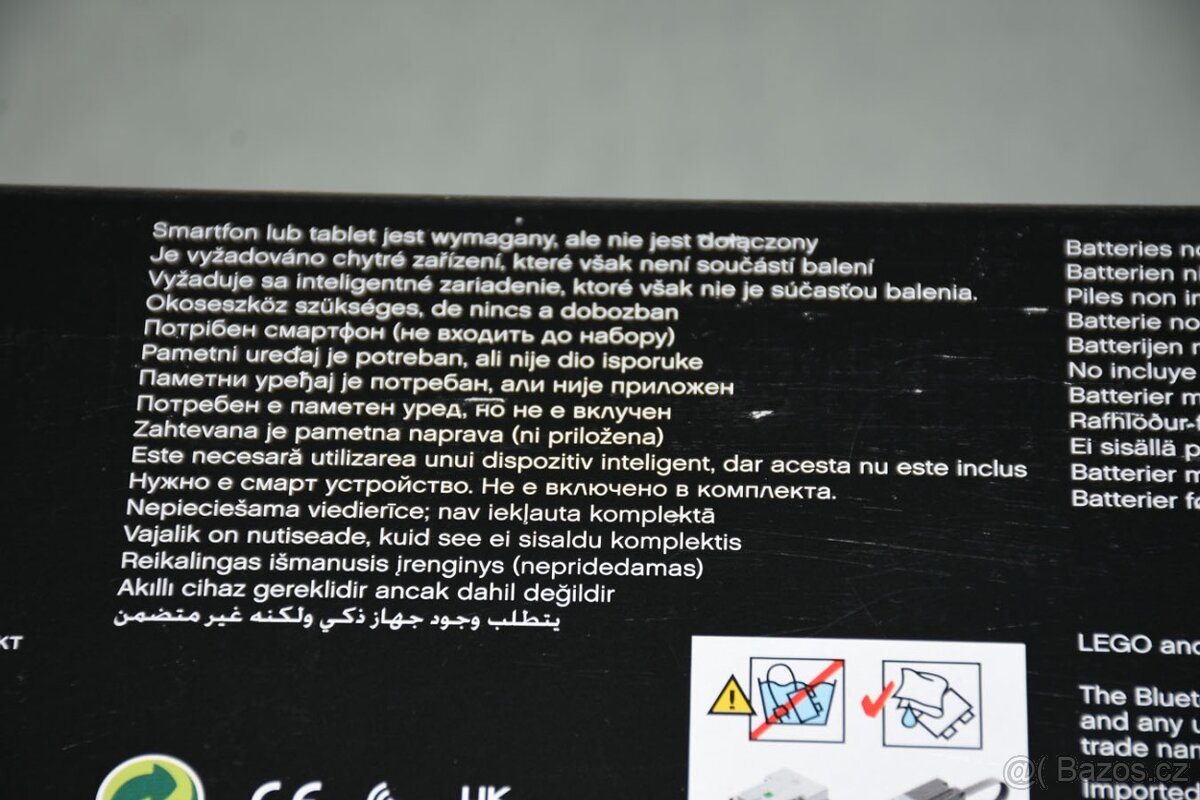 Smartfon lub tablet jest wymagany, ale nie jest dołączony
Je vyžadováno chytré zařízení, které však není součástí balení
Vyžaduje sa inteligentné zariadenie, ktoré však nie je súčasťou balenia.
Okoseszköz szükséges, de nincs a dobozban
Потрібен смартфон (не входить до набору)
Pametni uređaj je potreban, ali nije dio isporuke
Паметни уређај је потребан, али није приложен
Потребен е паметен уред, но не е вклучен
Zahtevana je pametna naprava (ni priložena)
Este necesară utilizarea unui dispozitiv inteligent, dar acesta nu este inclus
Нужно е смарт устройство. Не е включено в комплекта.
Nepieciešama viedierīce; nav iekļauta komplektā
Vajalik on nutiseade, kuid see ei sisaldu komplektis
Reikalingas išmanusis įrenginys (nepridedamas)
Akıllı cihaz gereklidir ancak dahil değildir
يتطلب وجود جهاز ذكي ولكنه غير متضمن
Batteries
Batterien
Piles non
Batterie
Batterijen
No incluye
Batterier
Rafhlöður
Ei sisällä
Batterier
Batterier
LEGO and
The
and any
trade
Imported
CE
UK
@( Bazos.cz